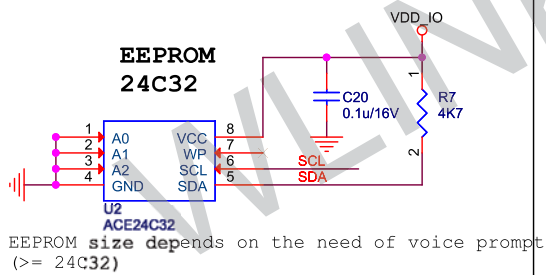 VDD_IO
EEPROM
24C32
1
C20
0.1u/16V
R7
4K7
2
1 A0 VCC 8
2 A1 WP 7
3 A2 SCL 6 SCL
4 GND SDA 5 SDA
U2
ACE24C32
EEPROM size depends on the need of voice prompt
(>= 24C32)
WLIN